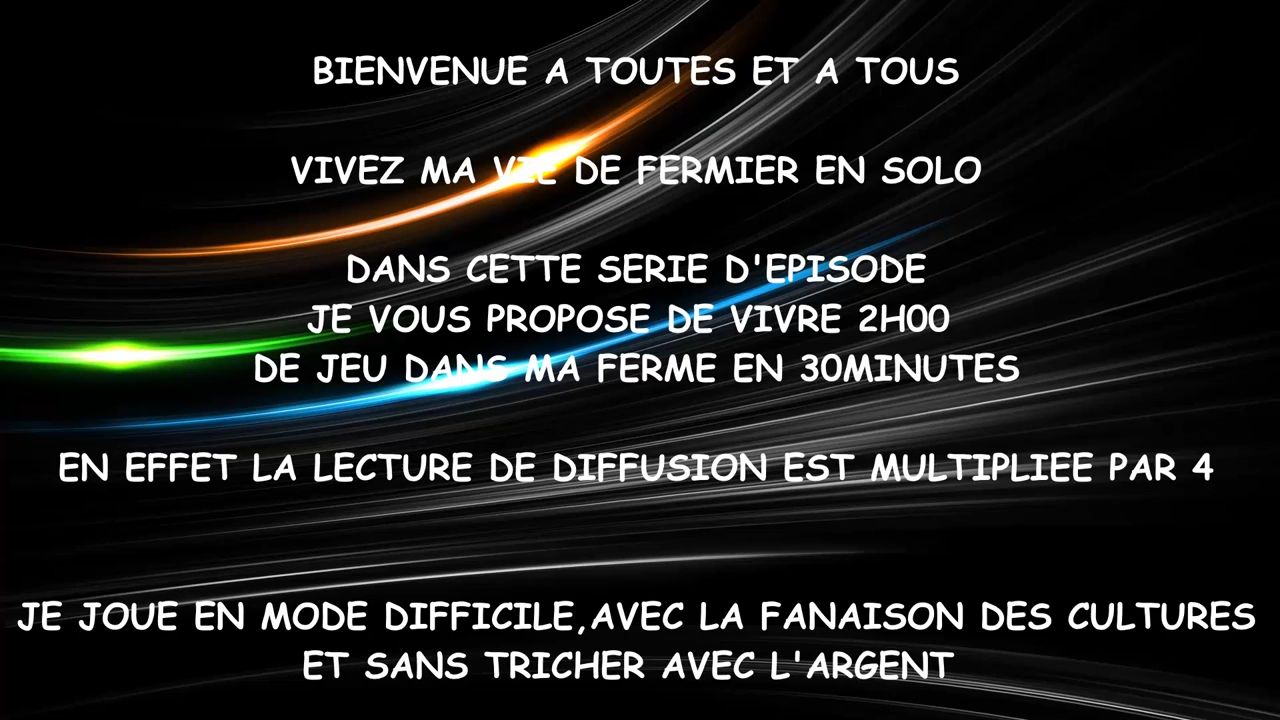 BIENVENUE A TOUTES ET A TOUS
VIVEZ MA VIE DE FERMIER EN SOLO
DANS CETTE SERIE D'EPISODE
JE VOUS PROPOSE DE VIVRE 2H00
DE JEU DANS MA FERME EN 30MINUTES
EN EFFET LA LECTURE DE DIFFUSION EST MULTIPLIEE PAR 4
JE JOUE EN MODE DIFFICILE,AVEC LA FANAISON DES CULTURES
ET SANS TRICHER AVEC L'ARGENT